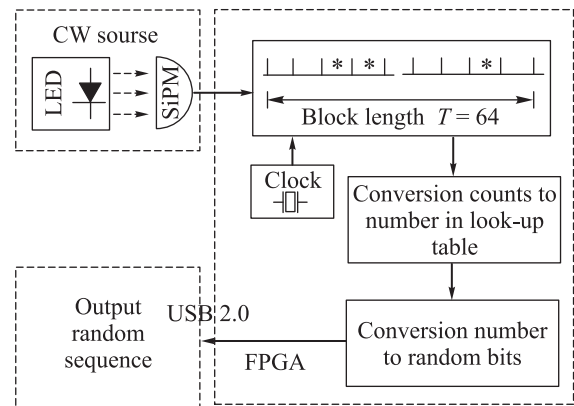 CW sourse
LED
SiPM
* * *
Block length T = 64
Clock
Conversion counts to
number in look-up
table
Conversion number
to random bits
USB 2.0
FPGA
Output
random
sequence